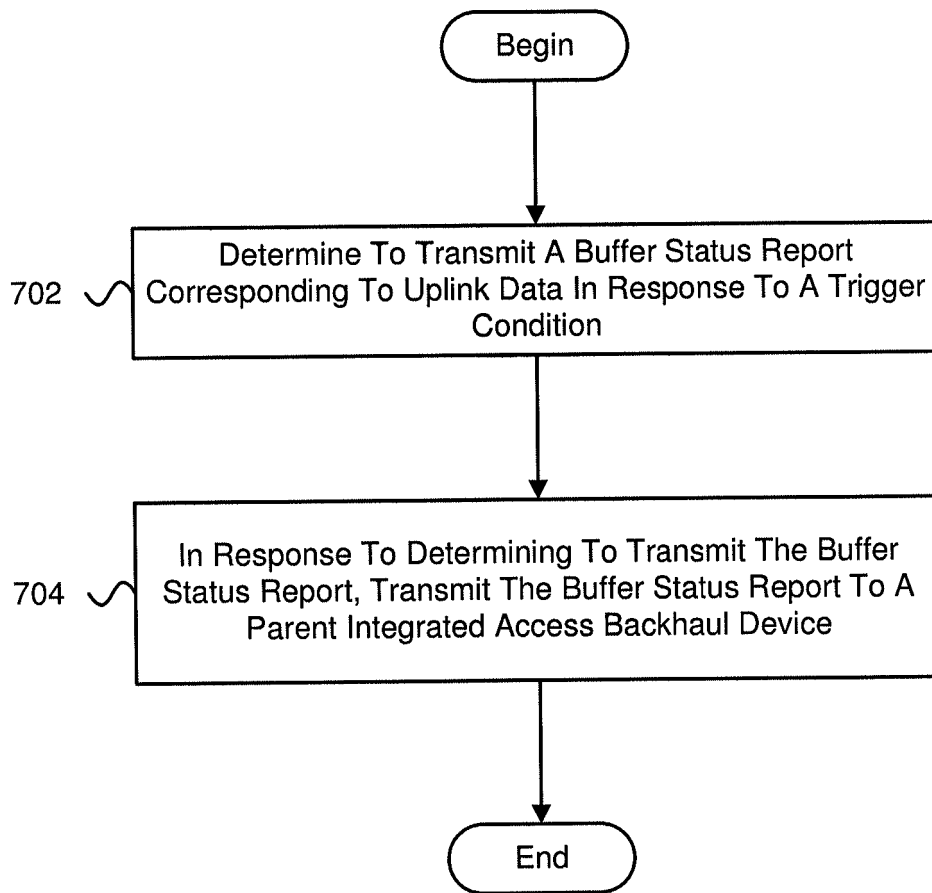 Begin
Determine To Transmit A Buffer Status Report
702
Corresponding To Uplink Data In Response To A Trigger
Condition
In Response To Determining To Transmit The Buffer
704
Status Report, Transmit The Buffer Status Report To A
Parent Integrated Access Backhaul Device
End